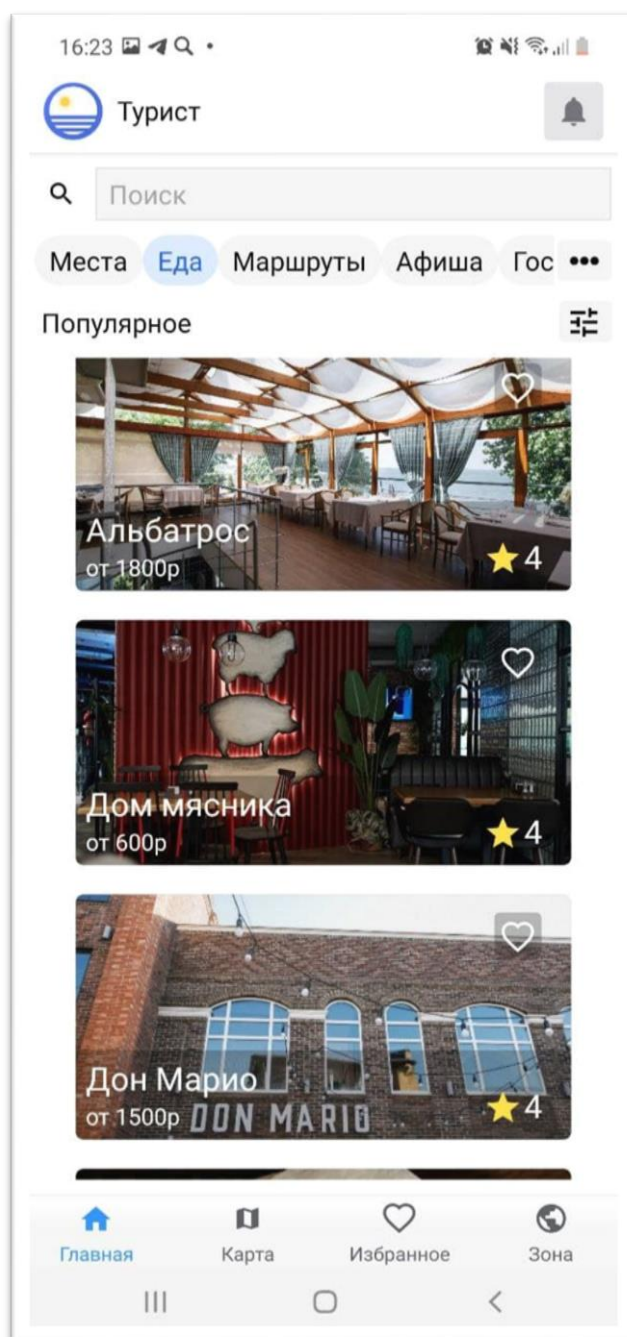 16:23
Турист
Поиск
Места Еда Маршруты Афиша Гос •••
Популярное
Альбатрос
от 1800р
4
Дом мясника
от 600р
4
Дон Марио
от 1500р
DON MARIO
4
Главная Карта Избранное Зона